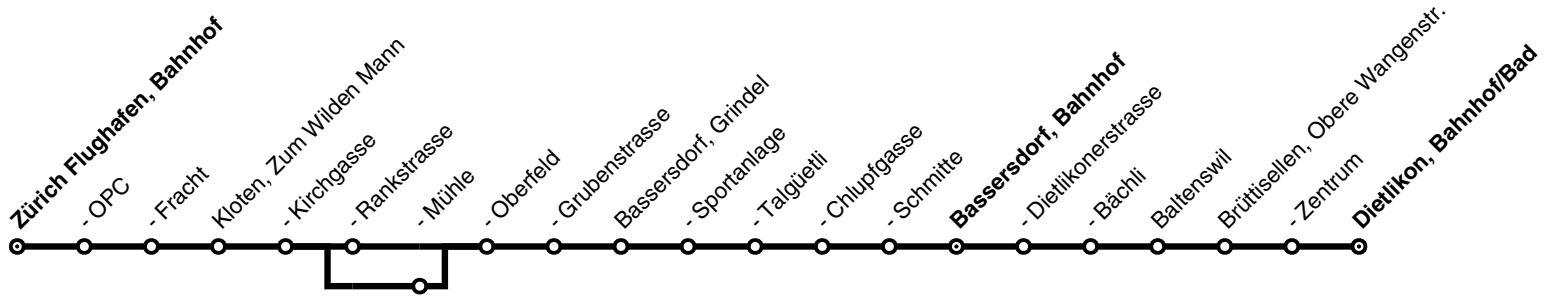 Zürich Flughafen, Bahnhof
- OPC
- Fracht
Kloten, Zum Wilden Mann
- Kirchgasse
- Rankstrasse
- Mühle
- Oberfeld
- Grubenstrasse
Bassersdorf, Grindel
- Sportanlage
- Talgüetli
- Chlupfgasse
- Schmitte
Bassersdorf, Bahnhof
- Dietlikonerstrasse
- Bächli
Baltenswil
Brüttisellen, Obere Wangenstr.
- Zentrum
Dietlikon, Bahnhof/Bad